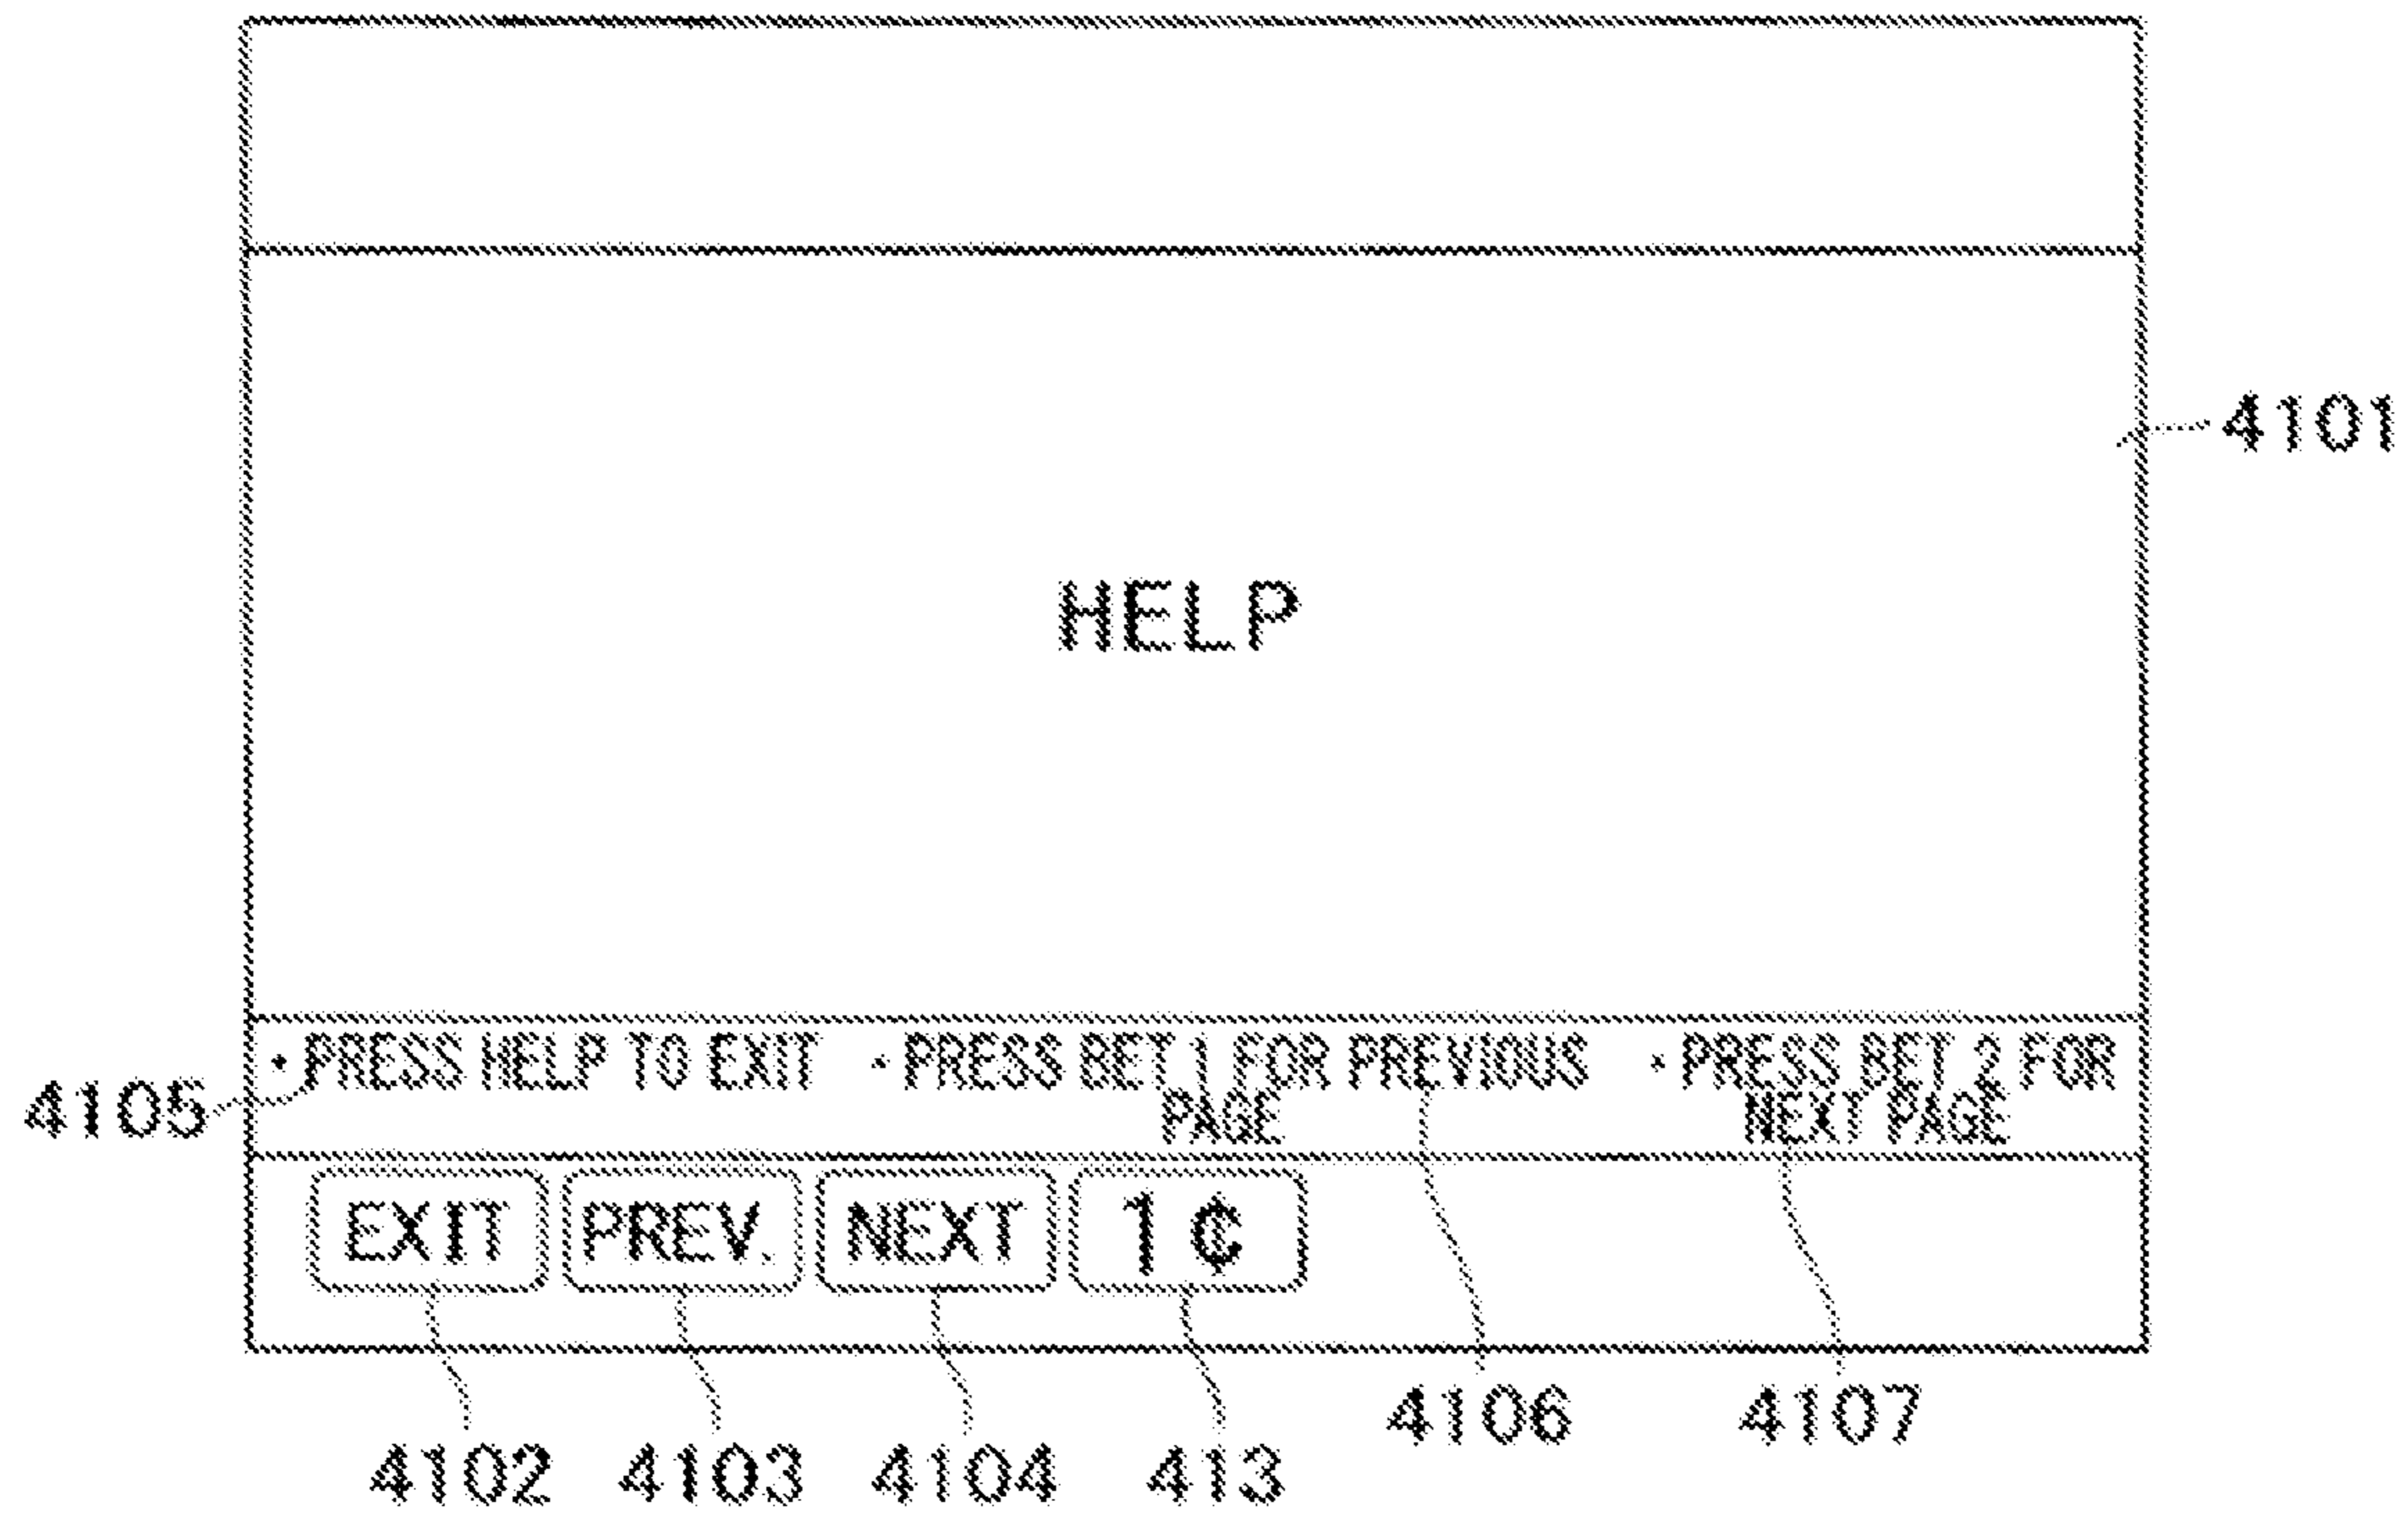 4101
HELP
・PRESS HELP TO EXIT ・PRESS BET 1 FOR PREVIOUS ・PRESS BET 2 FOR
PAGE NEXT PAGE
4105
EXIT PREV. NEXT 1¢
4106 4107
4102 4103 4104 413